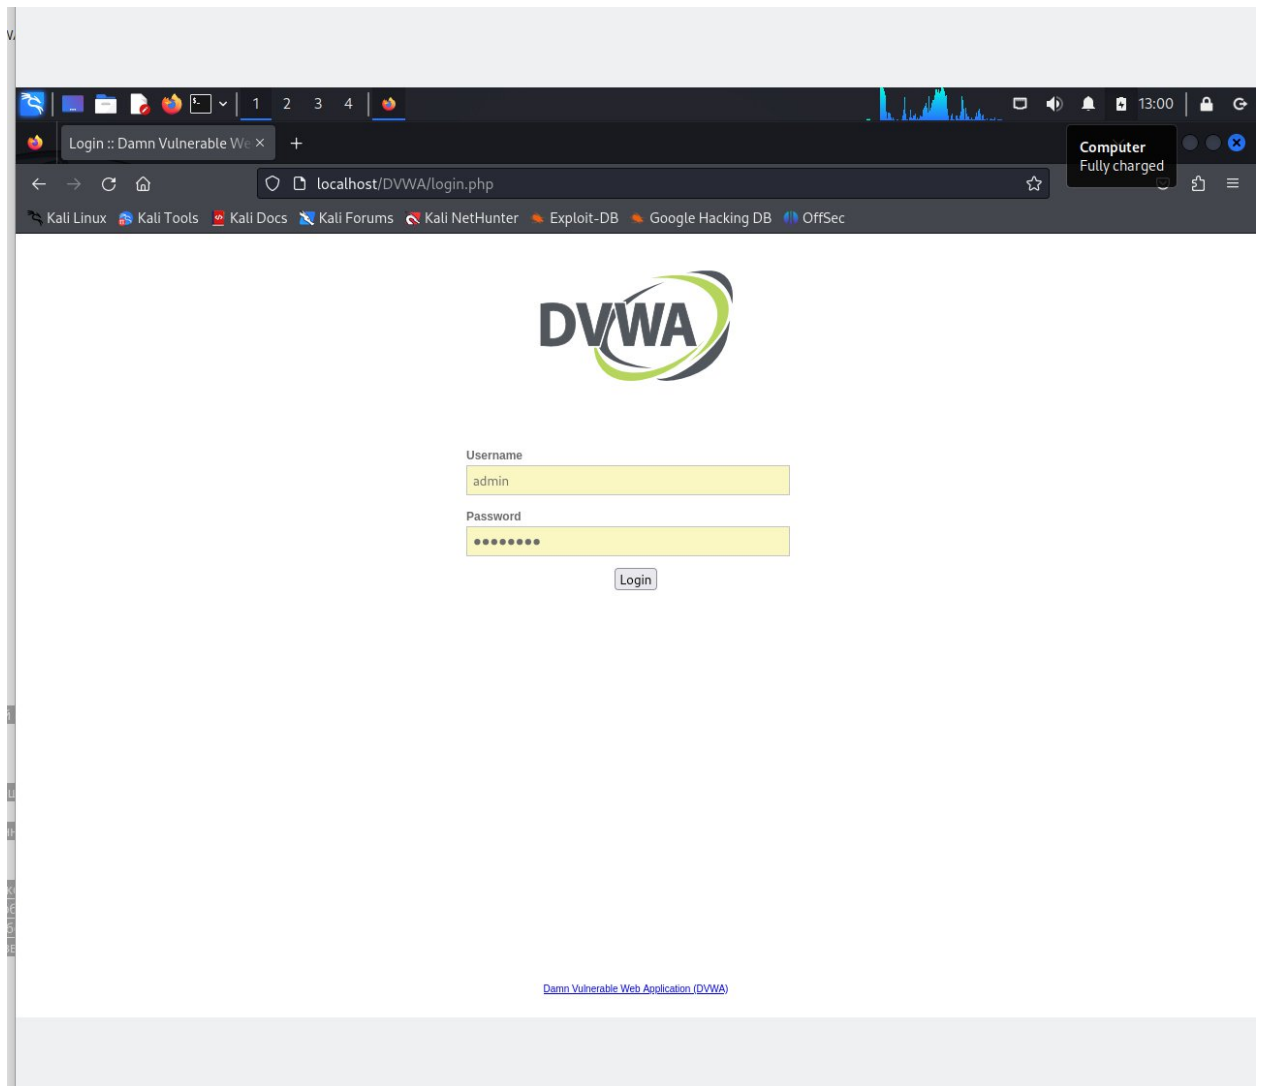 1 2 3 4 13:00
Login :: Damn Vulnerable We
Computer
Fully charged
localhost/DVWA/login.php
Kali Linux Kali Tools Kali Docs Kali Forums Kali NetHunter Exploit-DB Google Hacking DB OffSec
DVWA
Username
admin
Password
Login
Damn Vulnerable Web Application (DVWA)